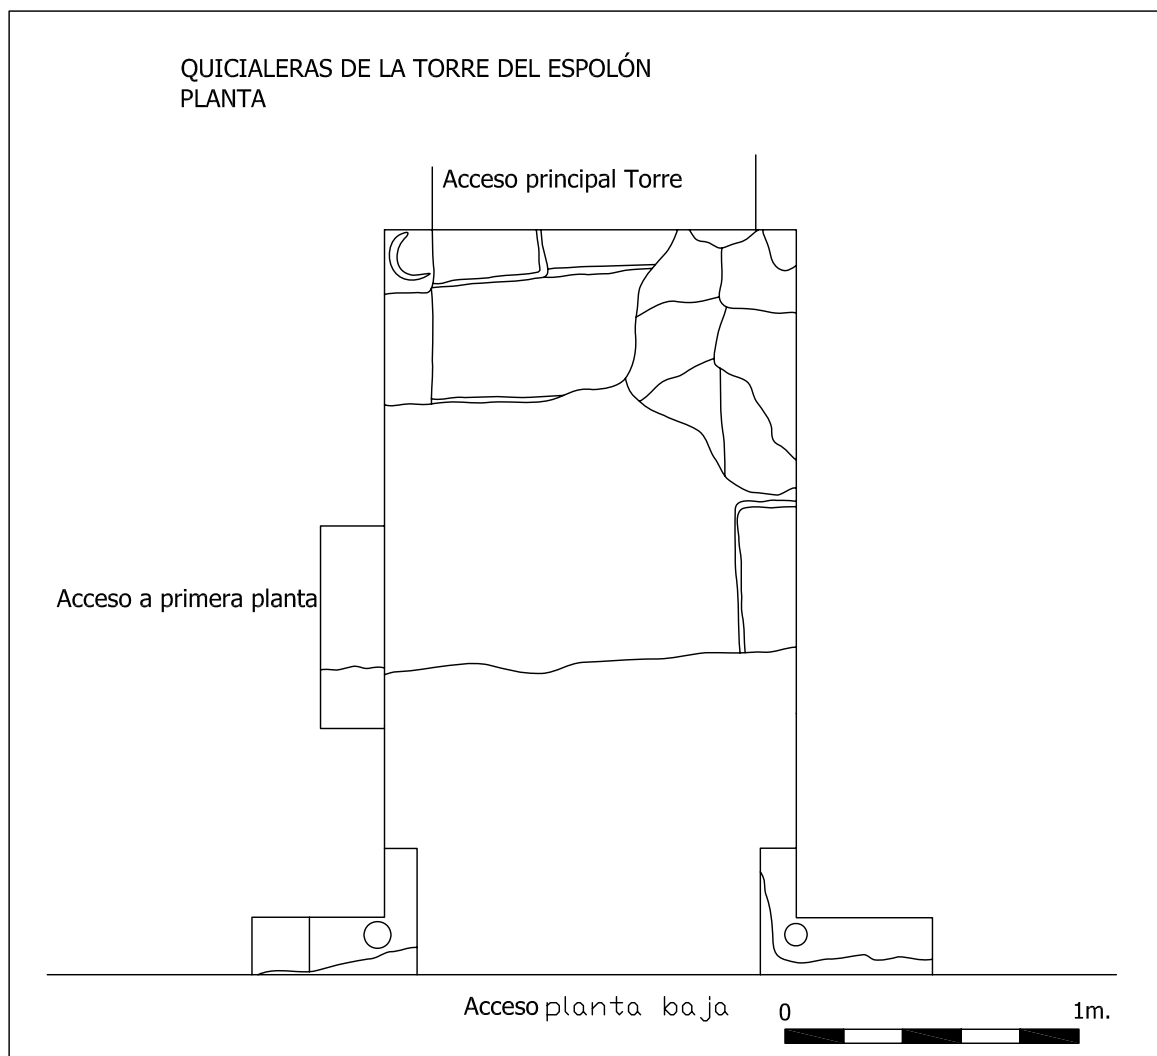 QUICIALERAS DE LA TORRE DEL ESPOLÓN
PLANTA
Acceso principal Torre
Acceso a primera planta
Acceso planta baja
0 1m.